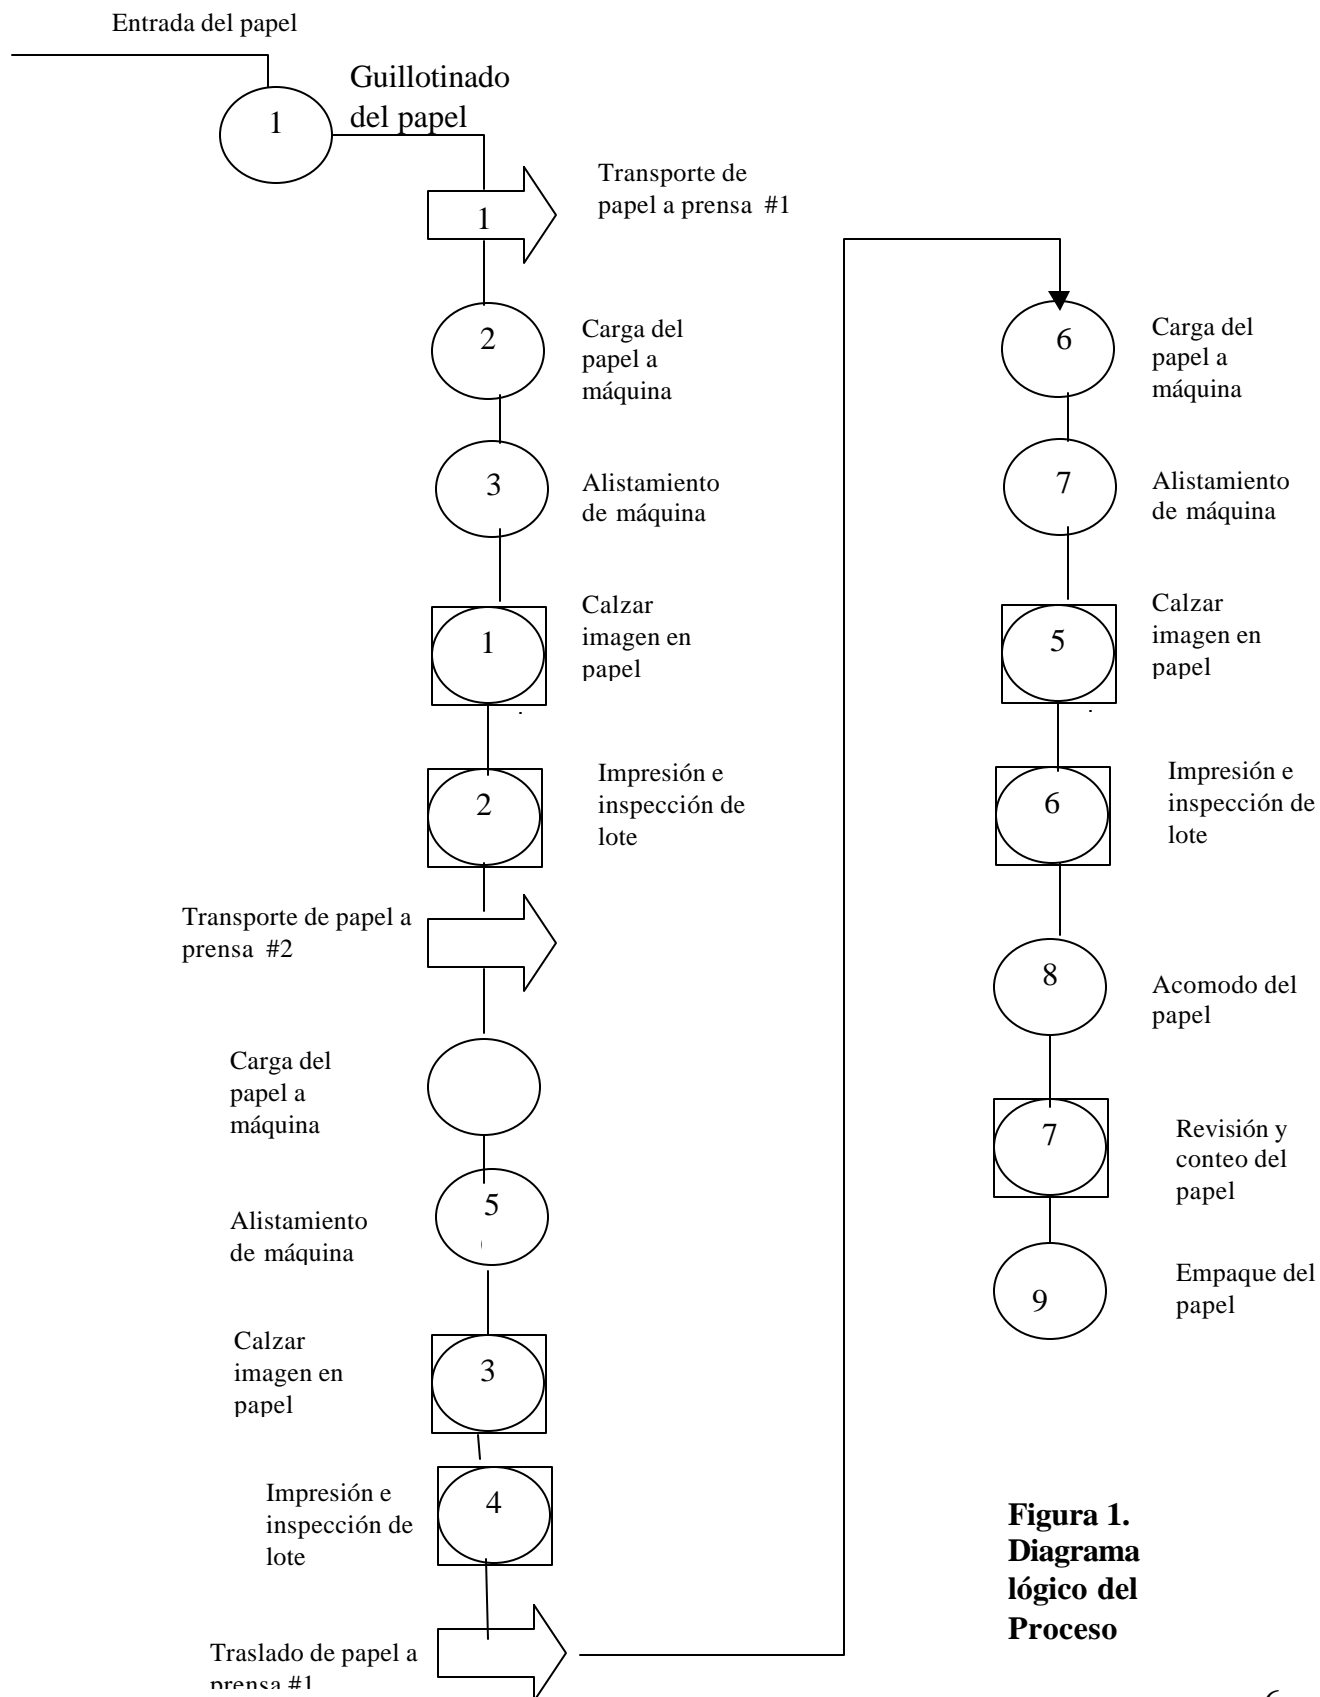 Entrada del papel
1
Guillotinado
del papel
1
Transporte de
papel a prensa #1
2
Carga del
papel a
máquina
3
Alistamiento
de máquina
1
Calzar
imagen en
papel
2
Impresión e
inspección de
lote
Transporte de papel a
prensa #2
Carga del
papel a
máquina
5
Alistamiento
de máquina
3
Calzar
imagen en
papel
4
Impresión e
inspección de
lote
Traslado de papel a
prensa #1
6
Carga del
papel a
máquina
7
Alistamiento
de máquina
5
Calzar
imagen en
papel
6
Impresión e
inspección de
lote
8
Acomodo del
papel
7
Revisión y
conteo del
papel
9
Empaque del
papel
Figura 1.
Diagrama
lógico del
Proceso
6